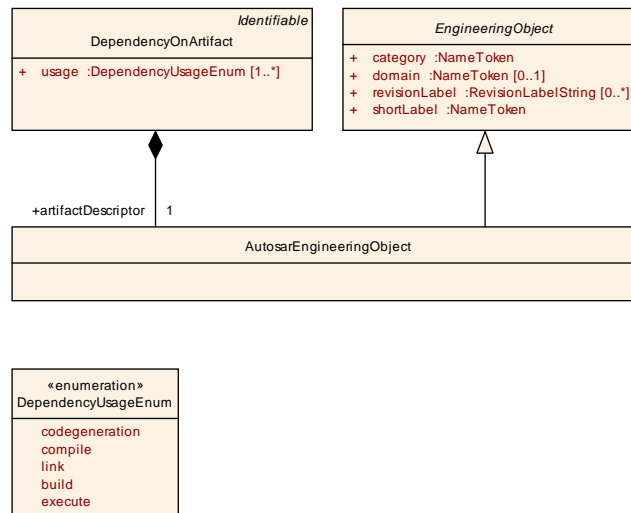 Identifiable
DependencyOnArtifact
+ usage :DependencyUsageEnum [1..*]
EngineeringObject
+ category :NameToken
+ domain :NameToken [0..1]
+ revisionLabel :RevisionLabelString [0..*]
+ shortLabel :NameToken
+artifactDescriptor 1
AutosarEngineeringObject
«enumeration»
DependencyUsageEnum
codegeneration
compile
link
build
execute